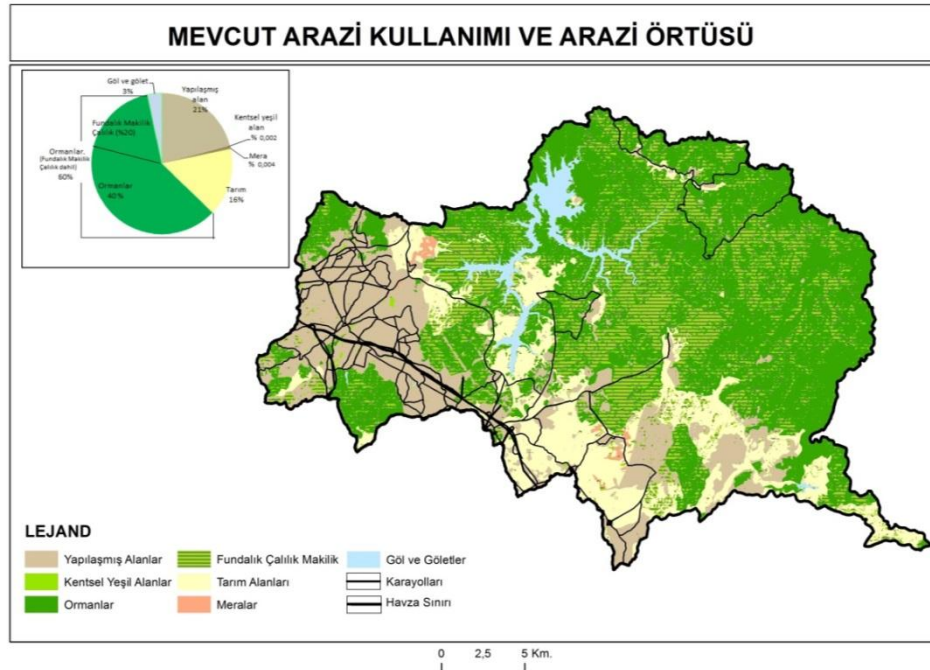 MEVCUT ARAZİ KULLANIMI VE ARAZİ ÖRTÜSÜ
Göl ve gölet
3%
Yapılaşmış
alan
21%
Kentsel yeşil
alan
% 0,002
Mera
% 0,004
Tarım
16%
Fundalık Makilik
Çalılık (%20)
Ormanlar,
(Fundalık Makilik
Çalılık dahil)
60%
Ormanlar
40%
LEJAND
Yapılaşmış Alanlar
Fundalık Çalılık Makilik
Göl ve Göletler
Kentsel Yeşil Alanlar
Tarım Alanları
Karayolları
Ormanlar
Meralar
Havza Sınırı
0 2,5 5 Km.